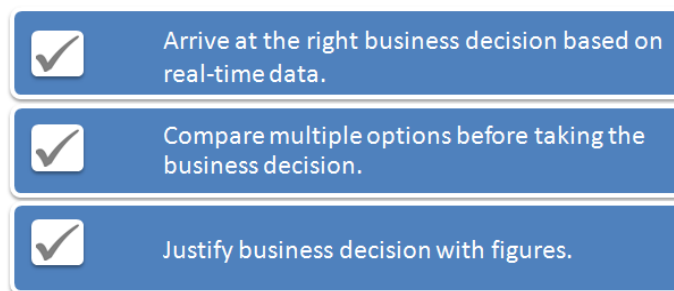 Arrive at the right business decision based on
real-time data.
Compare multiple options before taking the
business decision.
Justify business decision with figures.